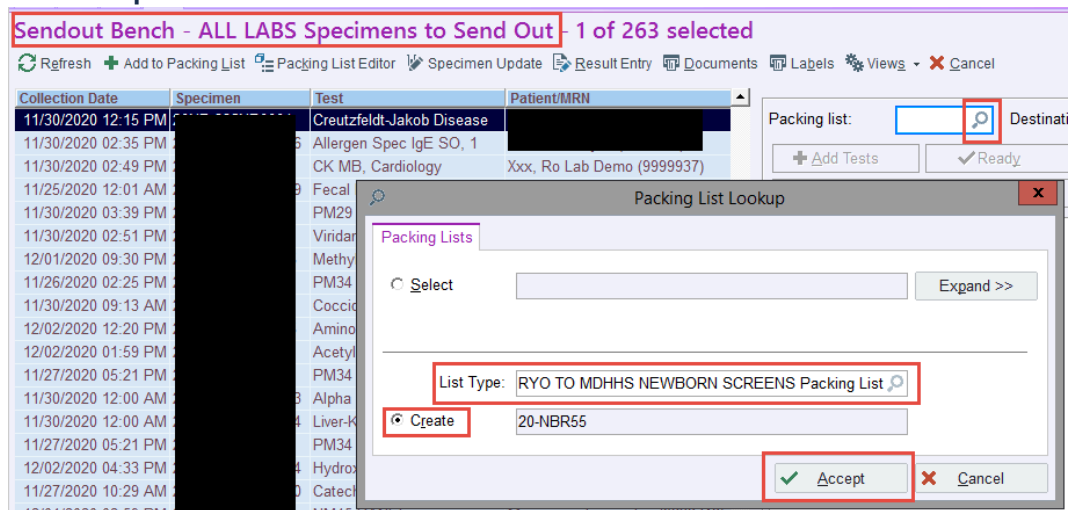 Sendout Bench - ALL LABS Specimens to Send Out - 1 of 263 selected
Refresh Add to Packing List Packing List Editor Specimen Update Result Entry Documents Labels Views Cancel
Collection Date Specimen Test Patient/MRN
11/30/2020 12:15 PM Creutzfeldt-Jakob Disease
Packing list: Destinati
11/30/2020 02:35 PM 6 Allergen Spec IgE SO, 1
11/30/2020 02:49 PM CK MB, Cardiology Xxx, Ro Lab Demo (9999937)
Add Tests Ready
11/25/2020 12:01 AM 9 Fecal
11/30/2020 03:39 PM PM29
Packing List Lookup
x
11/30/2020 02:51 PM Viridar
Packing Lists
12/01/2020 09:30 PM Methy
11/26/2020 02:25 PM PM34
Select Expand >>
11/30/2020 09:13 AM Coccid
12/02/2020 12:20 PM Amino
12/02/2020 01:59 PM Acetyl
11/27/2020 05:21 PM PM34
List Type: RYO TO MDHHS NEWBORN SCREENS Packing List
11/30/2020 12:00 AM 3 Alpha
11/30/2020 12:00 AM 4 Liver-K
Create 20-NBR55
11/27/2020 05:21 PM PM34
12/02/2020 04:33 PM 4 Hydrox
Accept Cancel
11/27/2020 10:29 AM 0 Catech